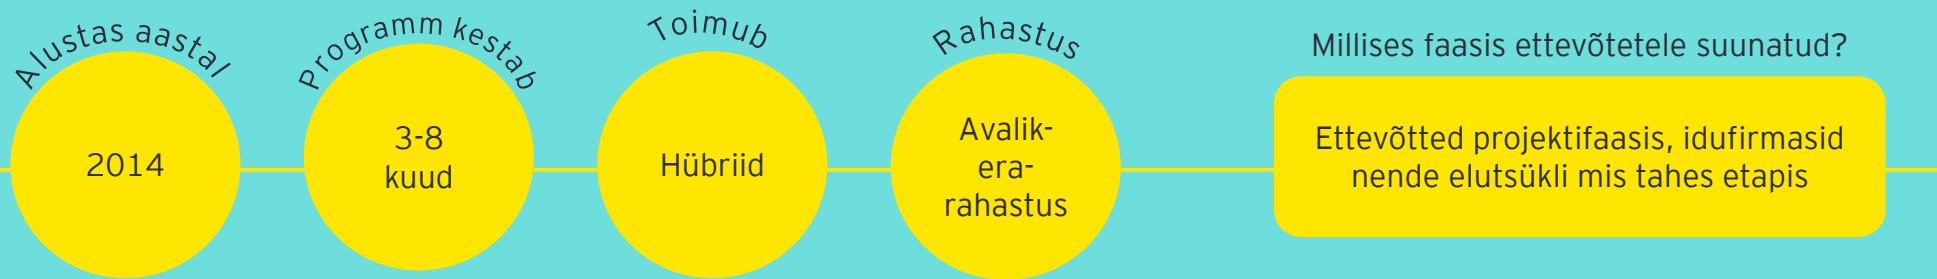 Alustas aastal
2014
Programm kestab
3-8
kuud
Toimub
Hübriid
Rahastus
Avalik-
era-
rahastus
Millises faasis ettevõtetele suunatud?
Ettevõtted projektifaasis, idufirmasid
nende elutsükli mis tahes etapis